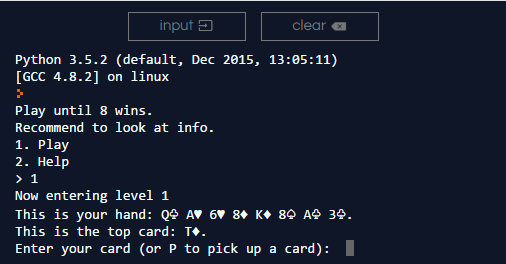 input
clear
Python 3.5.2 (default, Dec 2015, 13:05:11)
[GCC 4.8.2] on linux
Play until 8 wins.
Recommend to look at info.
1. Play
2. Help
> 1
Now entering level 1
This is your hand: Q♧ A♥ 6♥ 8♦ K♦ 8♤ A♧ 3♧.
This is the top card: T♦.
Enter your card (or P to pick up a card):